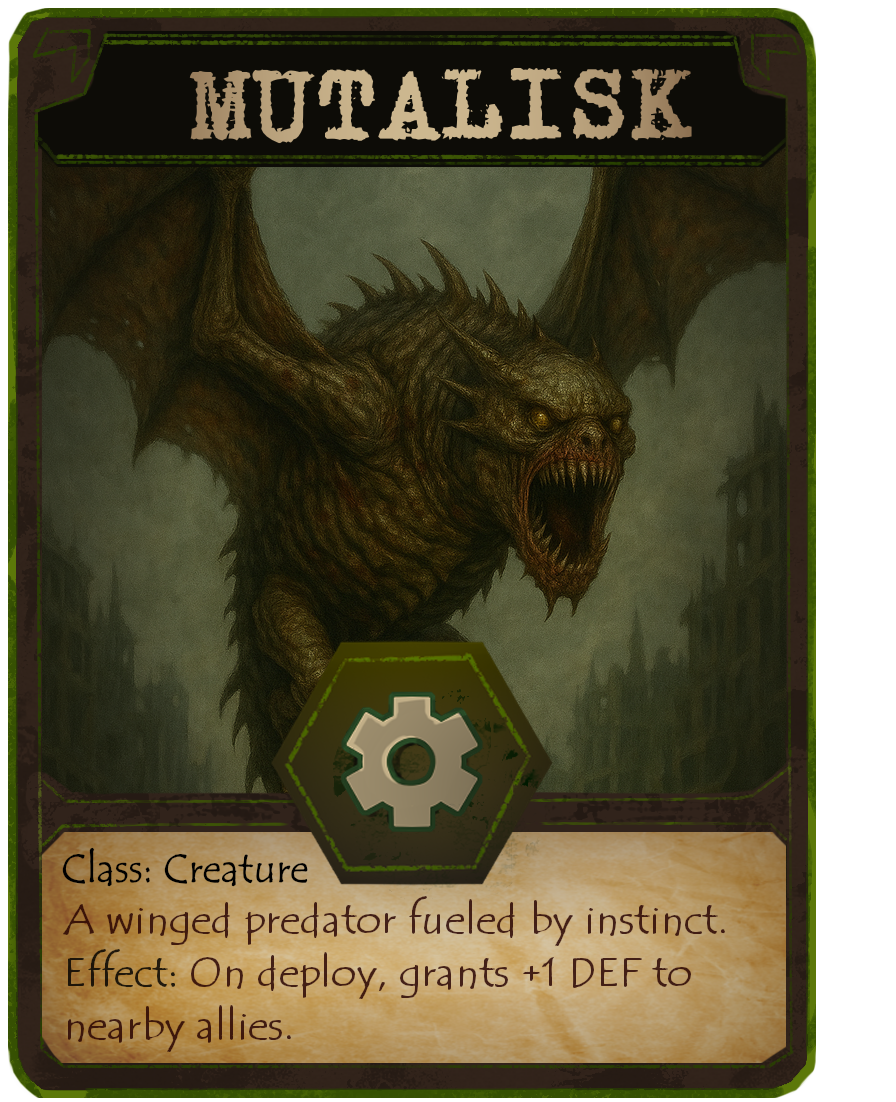 MUTALISK
Class: Creature
A winged predator fueled by instinct.
Effect: On deploy, grants +1 DEF to
nearby allies.